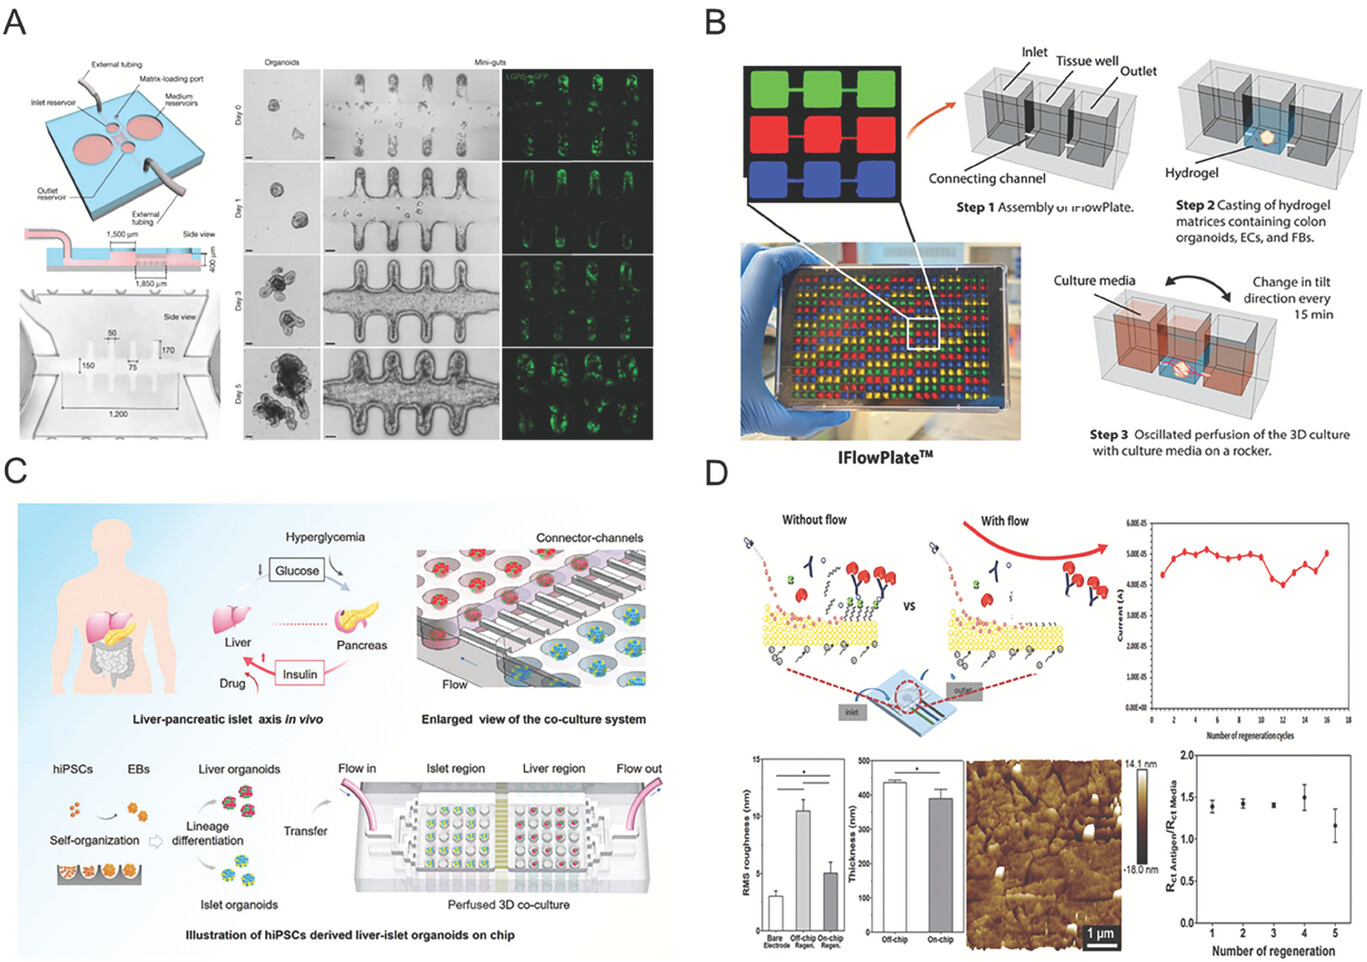 A
External tubing
Matrix-loading port
Inlet reservoir
Medium
reservoirs
Outlet
reservoir
External
tubing
Side view
1,500 µm
400 µm
1,850 µm
Side view
50
170
150
75
1,200
Organoids
Mini-guts
Day 0
Day 1
Day 3
Day 5
B
Inlet
Tissue well
Outlet
Connecting channel
Step 1 Assembly of IFlowPlate.
Hydrogel
Step 2 Casting of hydrogel
matrices containing colon
organoids, ECs, and FBs.
IFlowPlate™
Culture media
Change in tilt
direction every
15 min
Step 3 Oscillated perfusion of the 3D culture
with culture media on a rocker.
C
Hyperglycemia
Glucose
Liver
Pancreas
Insulin
Drug
Liver-pancreatic islet axis in vivo
Connector-channels
Flow
Enlarged view of the co-culture system
hiPSCs
EBs
Self-organization
Liver organoids
Lineage
differentiation
Islet organoids
Transfer
Flow in
Islet region
Liver region
Flow out
Perfused 3D co-culture
Illustration of hiPSCs derived liver-islet organoids on chip
D
Without flow
With flow
VS
inlet
outlet
Current (A)
6.00E-05
5.00E-05
4.00E-05
3.00E-05
2.00E-05
1.00E-05
0.00E+00
0 2 4 6 8 10 12 14 16 18
Number of regeneration cycles
RMS roughness (nm)
15
10
5
0
*
Bare
Electrode
Off-chip
Regen.
On-chip
Regen.
Thickness (nm)
500
400
300
200
100
0
*
Off-chip
On-chip
14.1 nm
-18.0 nm
1 µm
Rct Antigen/Rct Media
2.0
1.5
1.0
0.5
0.0
1 2 3 4 5
Number of regeneration